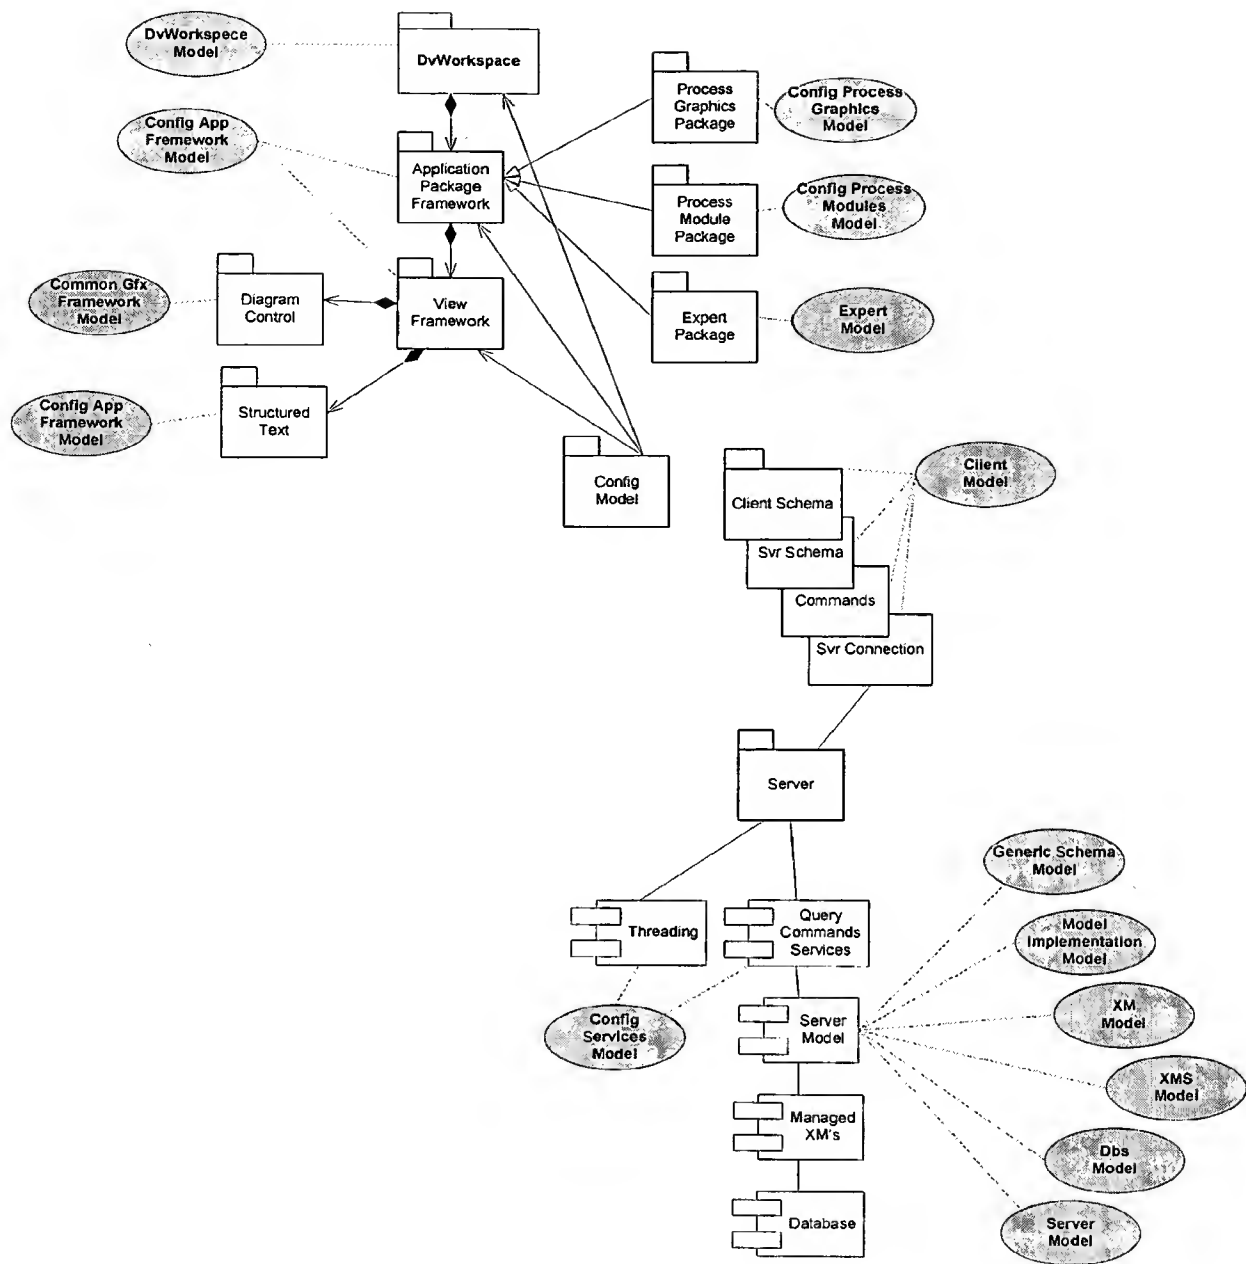 DvWorkspece
Model
DvWorkspace
Config App
Fremework
Model
Application
Package
Framework
Process
Graphics
Package
Config Process
Graphics
Model
Process
Module
Package
Config Process
Modules
Model
Common Gfx
Framework
Model
Diagram
Control
View
Framework
Expert
Package
Expert
Model
Config App
Framework
Model
Structured
Text
Config
Model
Client Schema
Client
Model
Svr Schema
Commands
Svr Connection
Server
Generic Schema
Model
Threading
Query
Commands
Services
Model
Implementation
Model
Config
Services
Model
Server
Model
XM
Model
XMS
Model
Managed
XM's
Dbs
Model
Database
Server
Model